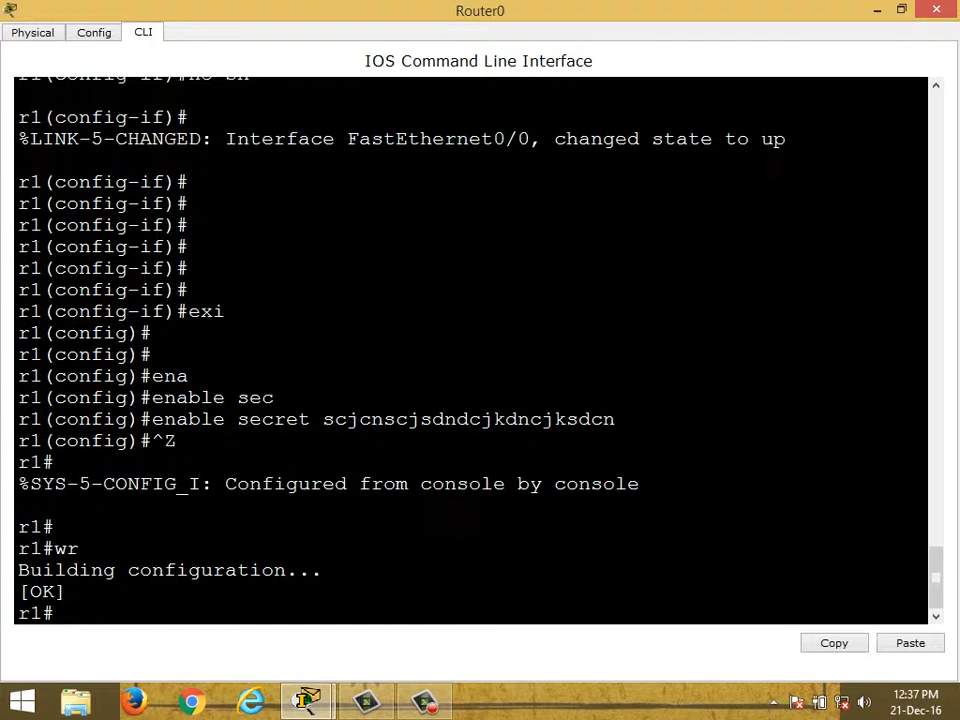 Router0
Physical Config CLI
IOS Command Line Interface
r1(config-if)#no sh
r1(config-if)#
%LINK-5-CHANGED: Interface FastEthernet0/0, changed state to up
r1(config-if)#
r1(config-if)#
r1(config-if)#
r1(config-if)#
r1(config-if)#
r1(config-if)#
r1(config-if)#exi
r1(config)#
r1(config)#
r1(config)#ena
r1(config)#enable sec
r1(config)#enable secret scjcnscjsdndcjkdncjksdcn
r1(config)#^Z
r1#
%SYS-5-CONFIG_I: Configured from console by console
r1#
r1#wr
Building configuration...
[OK]
r1#
Copy Paste
12:37 PM
21-Dec-16